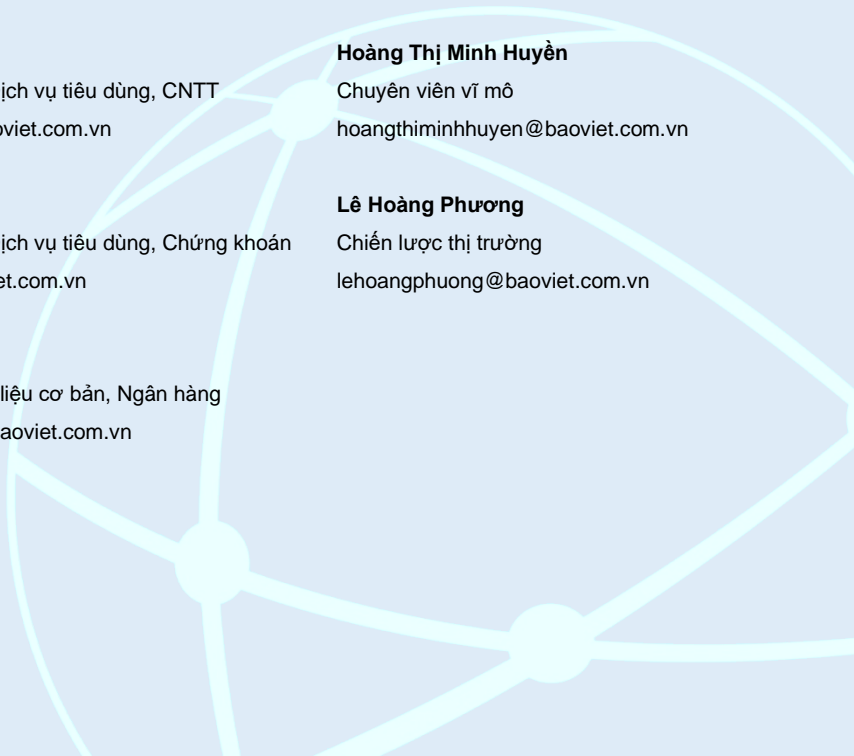 ịch vụ tiêu dùng, CNTT
oviet.com.vn
ịch vụ tiêu dùng, Chứng khoán
et.com.vn
liệu cơ bản, Ngân hàng
aoviet.com.vn
Hoàng Thị Minh Huyền
Chuyên viên vĩ mô
hoangthiminhhuyen@baoviet.com.vn
Lê Hoàng Phương
Chiến lược thị trường
lehoangphuong@baoviet.com.vn